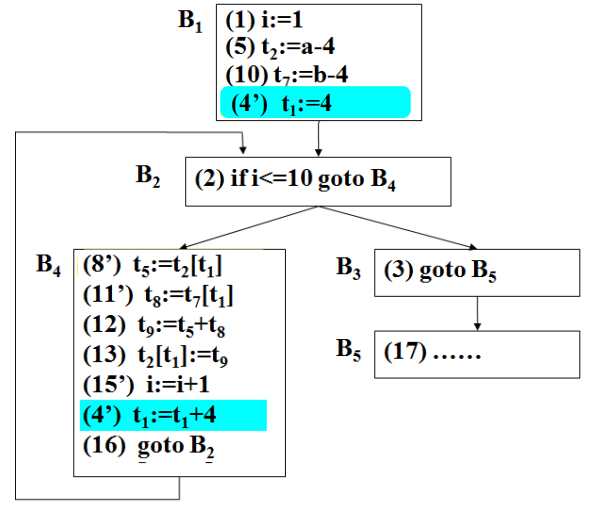 B₁
(1) i:=1
(5) t₂:=a-4
(10) t₇:=b-4
(4’) t₁:=4
B₂
(2) if i<=10 goto B₄
B₄
(8’) t₅:=t₂[t₁]
(11’) t₈:=t₇[t₁]
(12) t₉:=t₅+t₈
(13) t₂[t₁]:=t₉
(15’) i:=i+1
(4’) t₁:=t₁+4
(16) goto B₂
B₃
(3) goto B₅
B₅
(17) ……